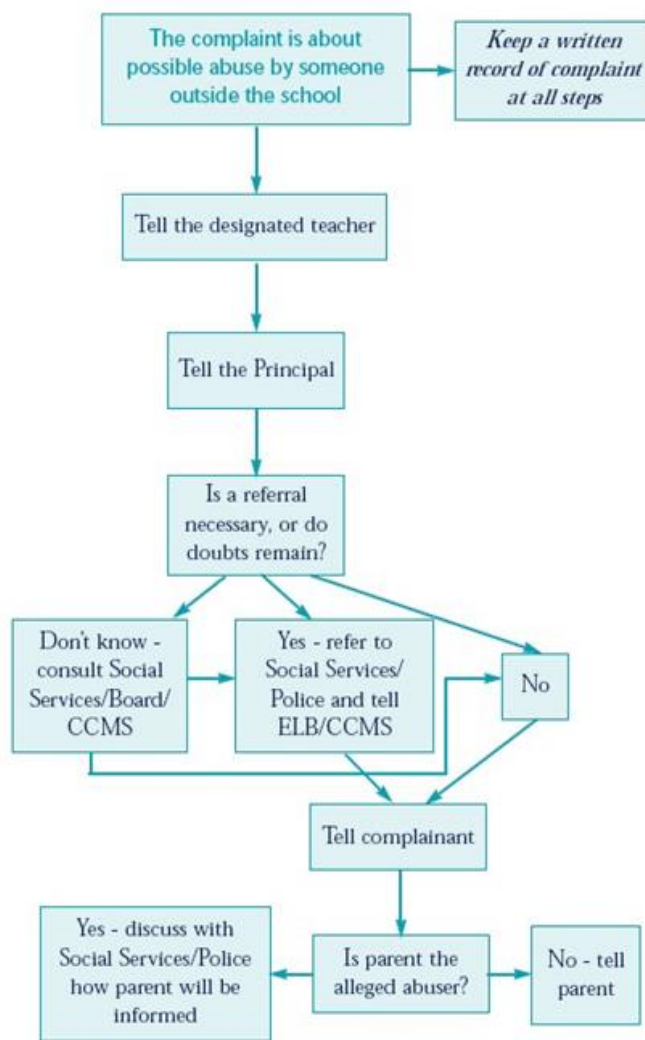 The complaint is about
possible abuse by someone
outside the school
Keep a written
record of complaint
at all steps
Tell the designated teacher
Tell the Principal
Is a referral
necessary, or do
doubts remain?
Don't know -
consult Social
Services/Board/
CCMS
Yes - refer to
Social Services/
Police and tell
ELB/CCMS
No
Tell complainant
Yes - discuss with
Social Services/Police
how parent will be
informed
Is parent the
alleged abuser?
No - tell
parent